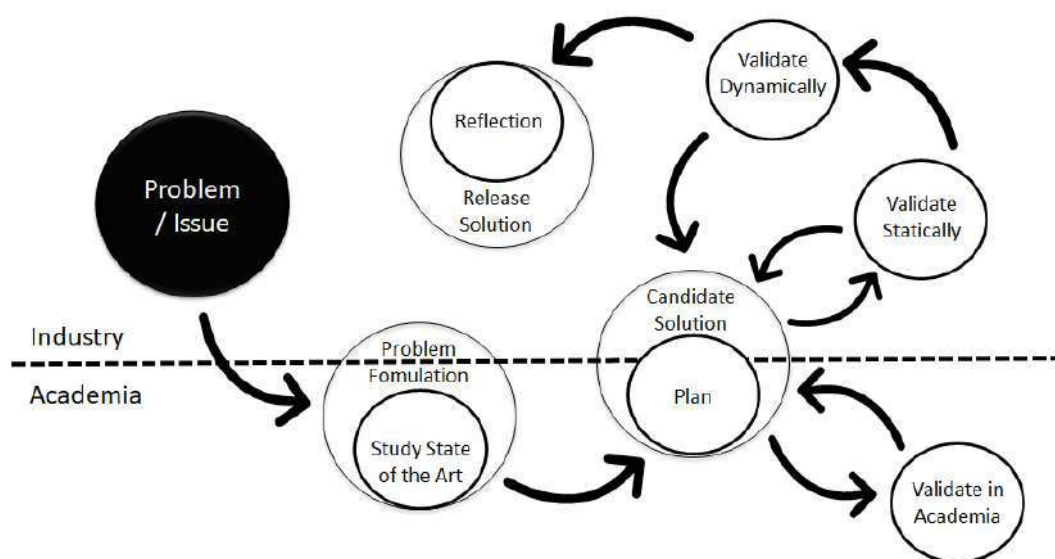 Problem
/ Issue
Industry
Academia
Problem
Fomulation
Study State
of the Art
Candidate
Solution
Plan
Validate in
Academia
Validate
Statically
Validate
Dynamically
Reflection
Release
Solution